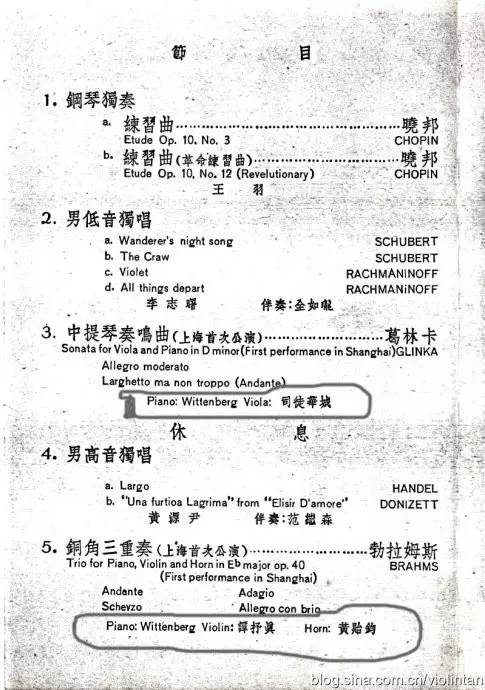 節 目
1. 鋼琴獨奏
a. 練習曲……………………曉邦
Etude Op. 10, No. 3 CHOPIN
b. 練習曲(革命練習曲)……………………曉邦
Etude Op. 10, No. 12 (Revelutionary) CHOPIN
王 羽
2. 男低音獨唱
a. Wanderer's night song SCHUBERT
b. The Craw SCHUBERT
c. Violet RACHMANINOFF
d. All things depart RACHMANINOFF
李志曙 伴奏:金如曨
3. 中提琴奏鳴曲(上海首次公演)……………………葛林卡
Sonata for Viola and Piano in D minor(First performance in Shanghai)GLINKA
Allegro moderato
Larghetto ma non troppo (Andante)
Piano: Wittenberg Viola: 司徒華城
休 息
4. 男高音獨唱
a. Largo HANDEL
b. "Una furtioa Lagrima" from "Elisir D'amore" DONIZETT
黃源尹 伴奏:范繼森
5. 銅角三重奏(上海首次公演)……………………勃拉姆斯
Trio for Piano, Violin and Horn in Eb major op. 40 BRAHMS
(First performance in Shanghai)
Andante Adagio
Schevzo Allegro con brio
Piano: Wittenberg Violin: 譚抒眞 Horn: 黃貽鈞
blog.sina.com.cn/violintan